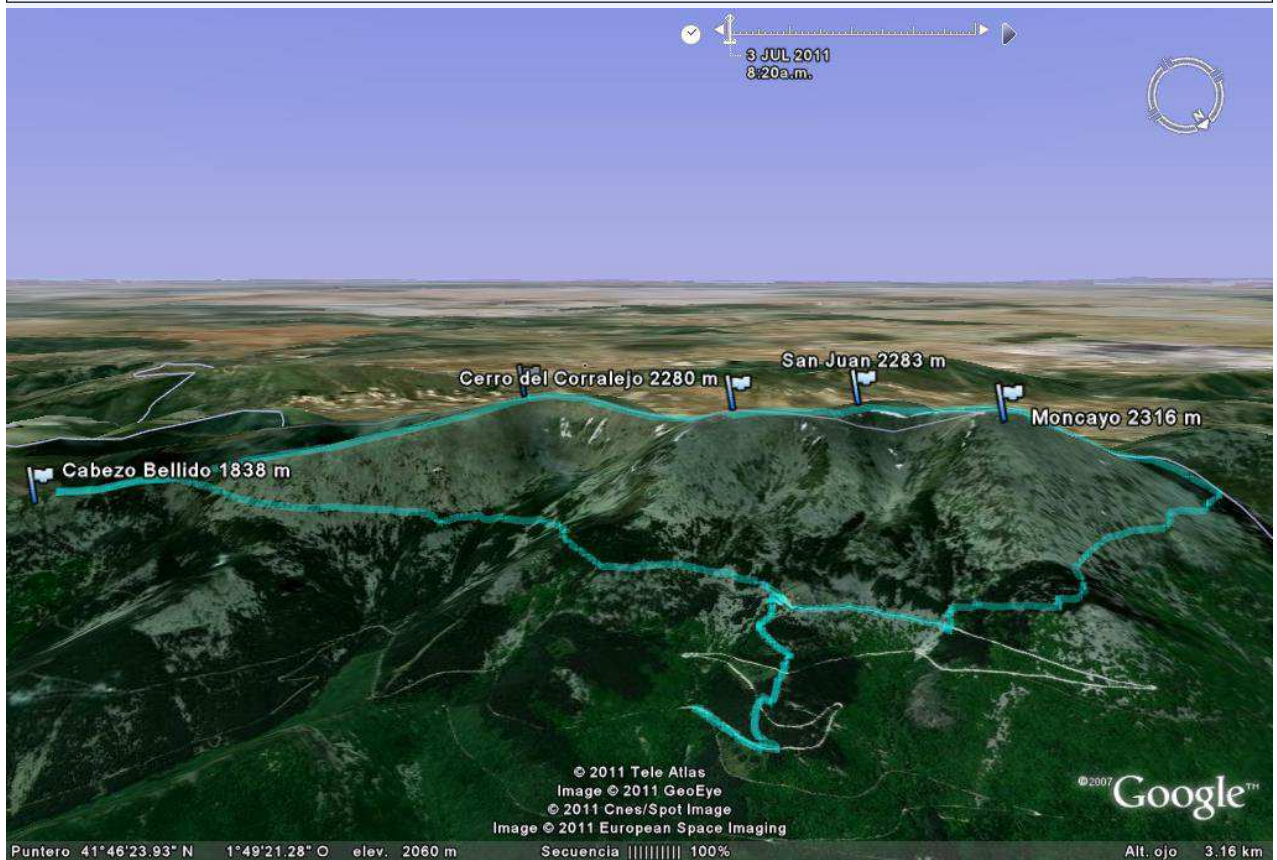 3 JUL 2011
8:20a.m.
N
San Juan 2283 m
Cerro del Corralejo 2280 m
Moncayo 2316 m
Cabezo Bellido 1838 m
© 2011 Tele Atlas
Image © 2011 GeoEye
© 2011 Cnes/Spot Image
Image © 2011 European Space Imaging
©2007 Google™
Puntero 41°46'23.93" N 1°49'21.28" O elev. 2060 m Secuencia |||||||||| 100% Alt. ojo 3.16 km